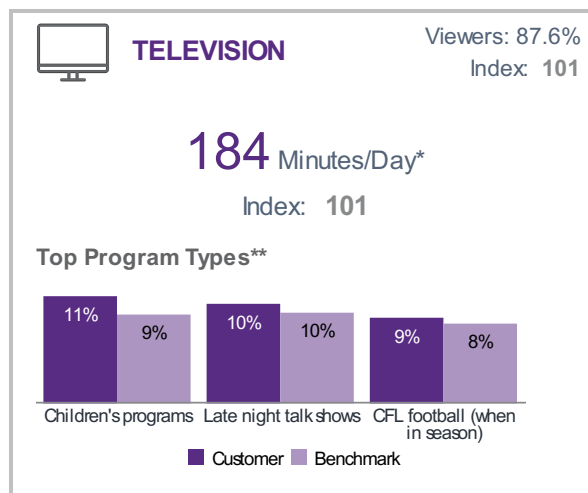 TELEVISION
Viewers: 87.6%
Index: 101
184 Minutes/Day*
Index: 101
Top Program Types**
11%
9%
10%
10%
9%
8%
Children's programs
Late night talk shows
CFL football (when
in season)
Customer
Benchmark